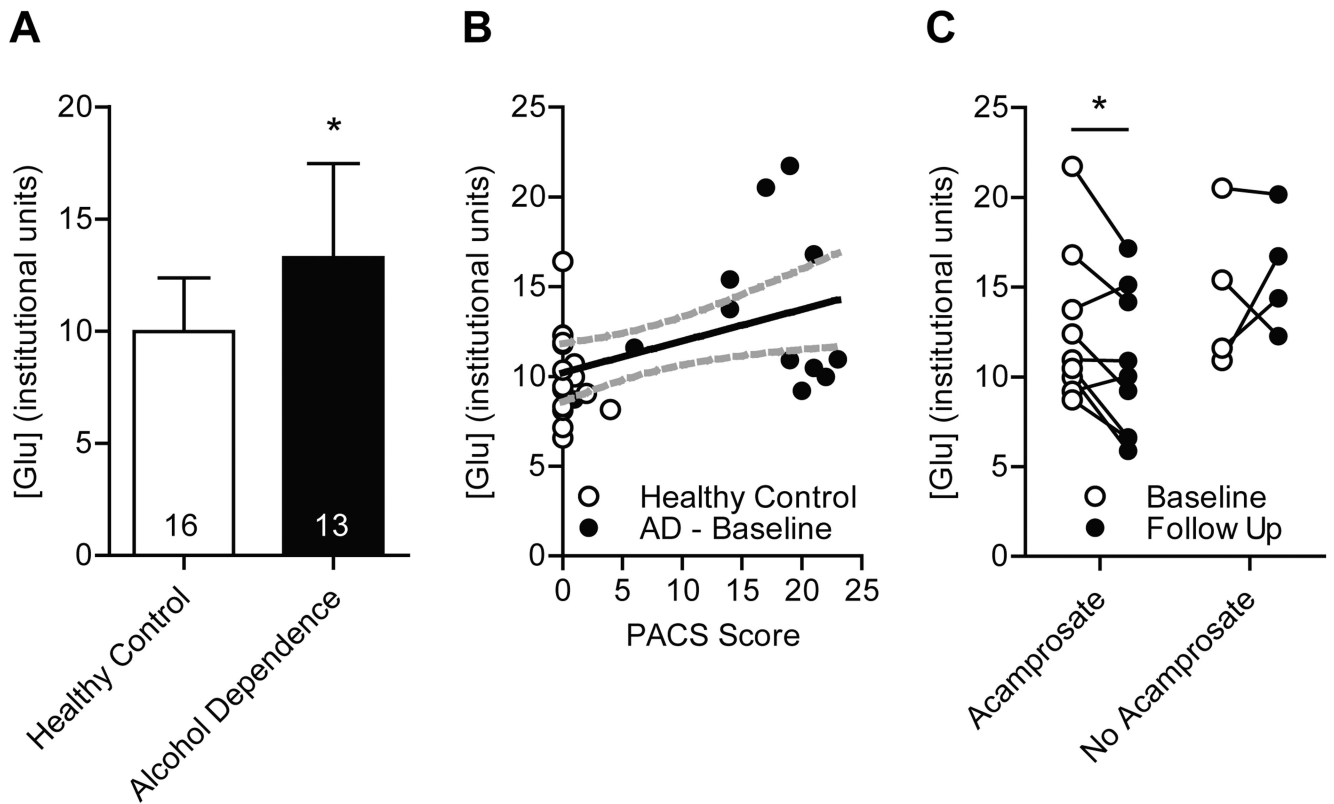 A
[Glu] (institutional units)
20
15
10
5
0
*
16
13
Healthy Control
Alcohol Dependence
B
[Glu] (institutional units)
25
20
15
10
5
0
Healthy Control
AD - Baseline
0 5 10 15 20 25
PACS Score
C
[Glu] (institutional units)
25
20
15
10
5
0
*
Baseline
Follow Up
Acamprosate
No Acamprosate